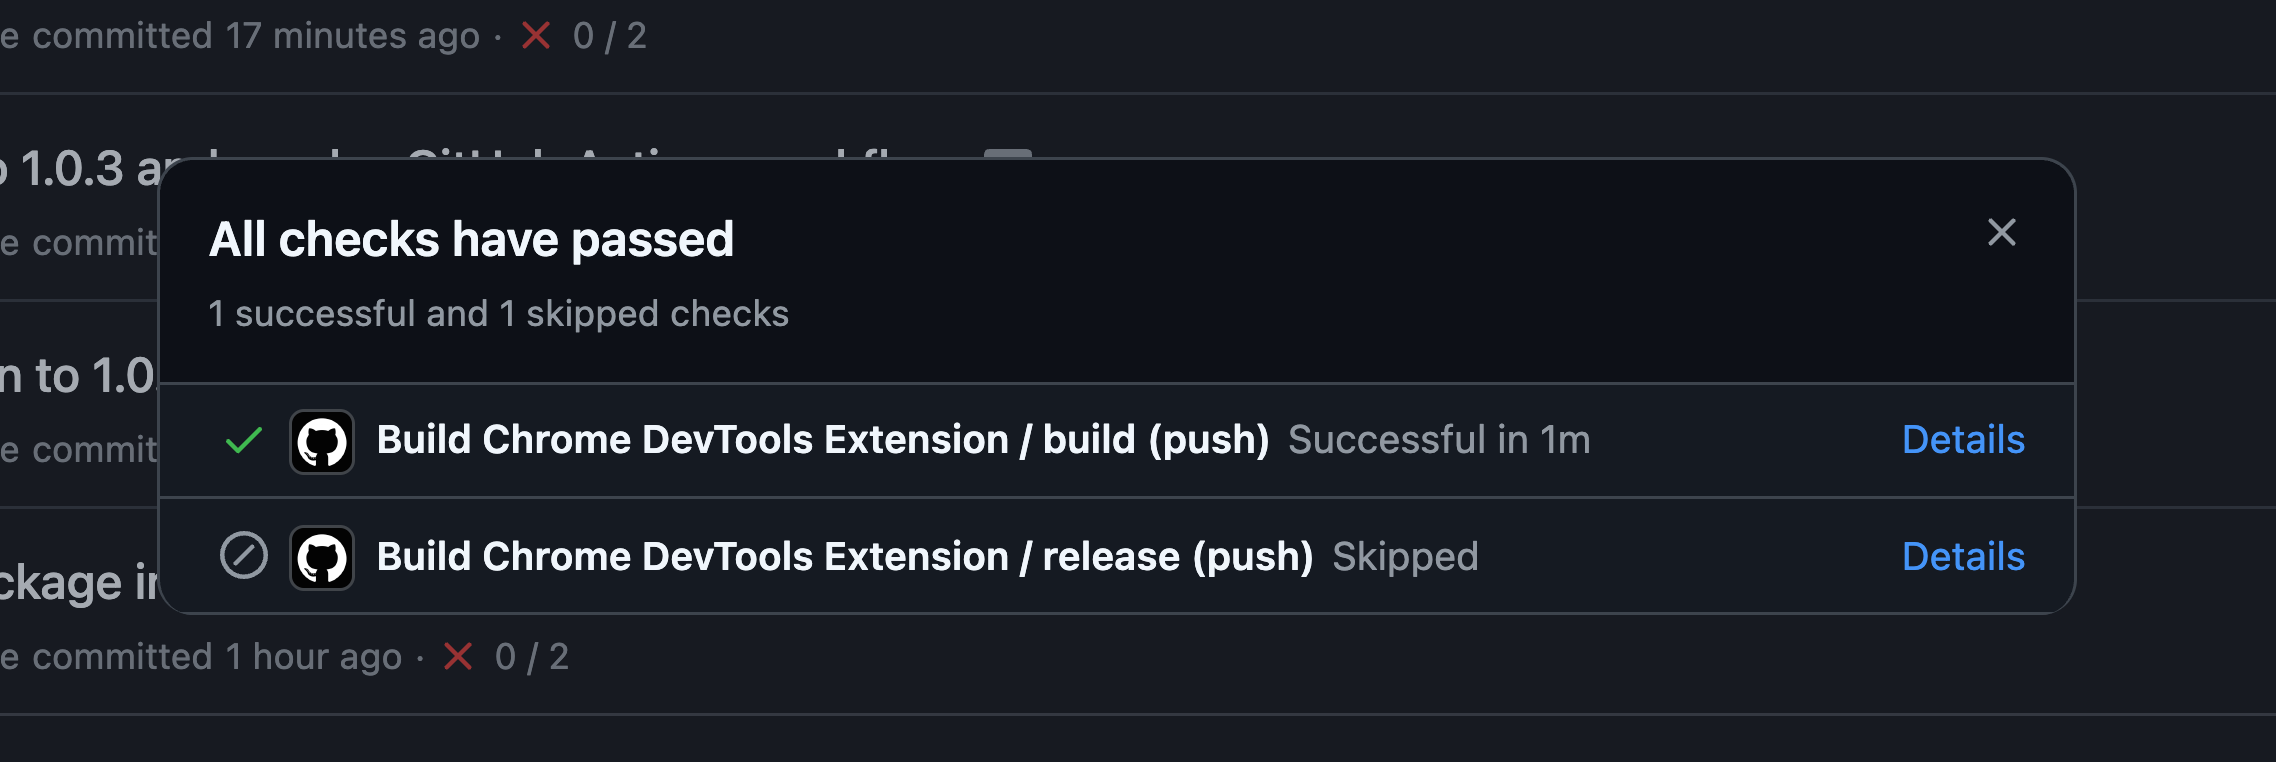 e committed 17 minutes ago · ✕ 0 / 2
o 1.0.3 a
e commit
All checks have passed
1 successful and 1 skipped checks
n to 1.0
e commit
Build Chrome DevTools Extension / build (push) Successful in 1m Details
Build Chrome DevTools Extension / release (push) Skipped Details
ckage i
e committed 1 hour ago · ✕ 0 / 2